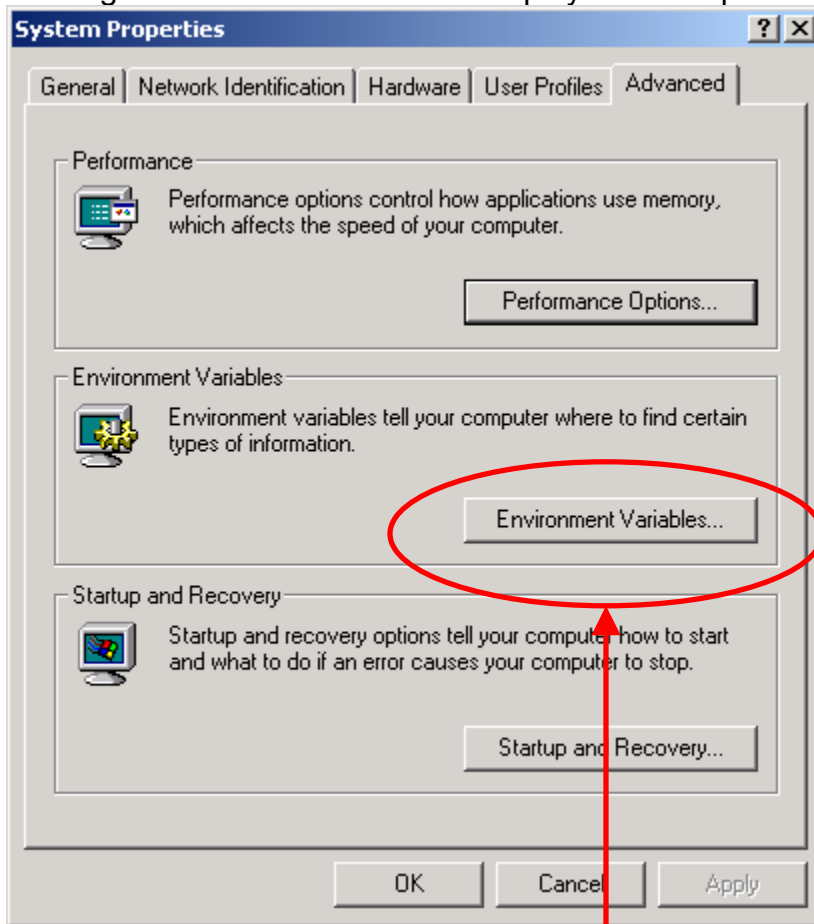 System Properties
General Network Identification Hardware User Profiles Advanced
Performance
Performance options control how applications use memory,
which affects the speed of your computer.
Performance Options...
Environment Variables
Environment variables tell your computer where to find certain
types of information.
Environment Variables...
Startup and Recovery
Startup and recovery options tell your computer how to start
and what to do if an error causes your computer to stop.
Startup and Recovery...
OK Cancel Apply